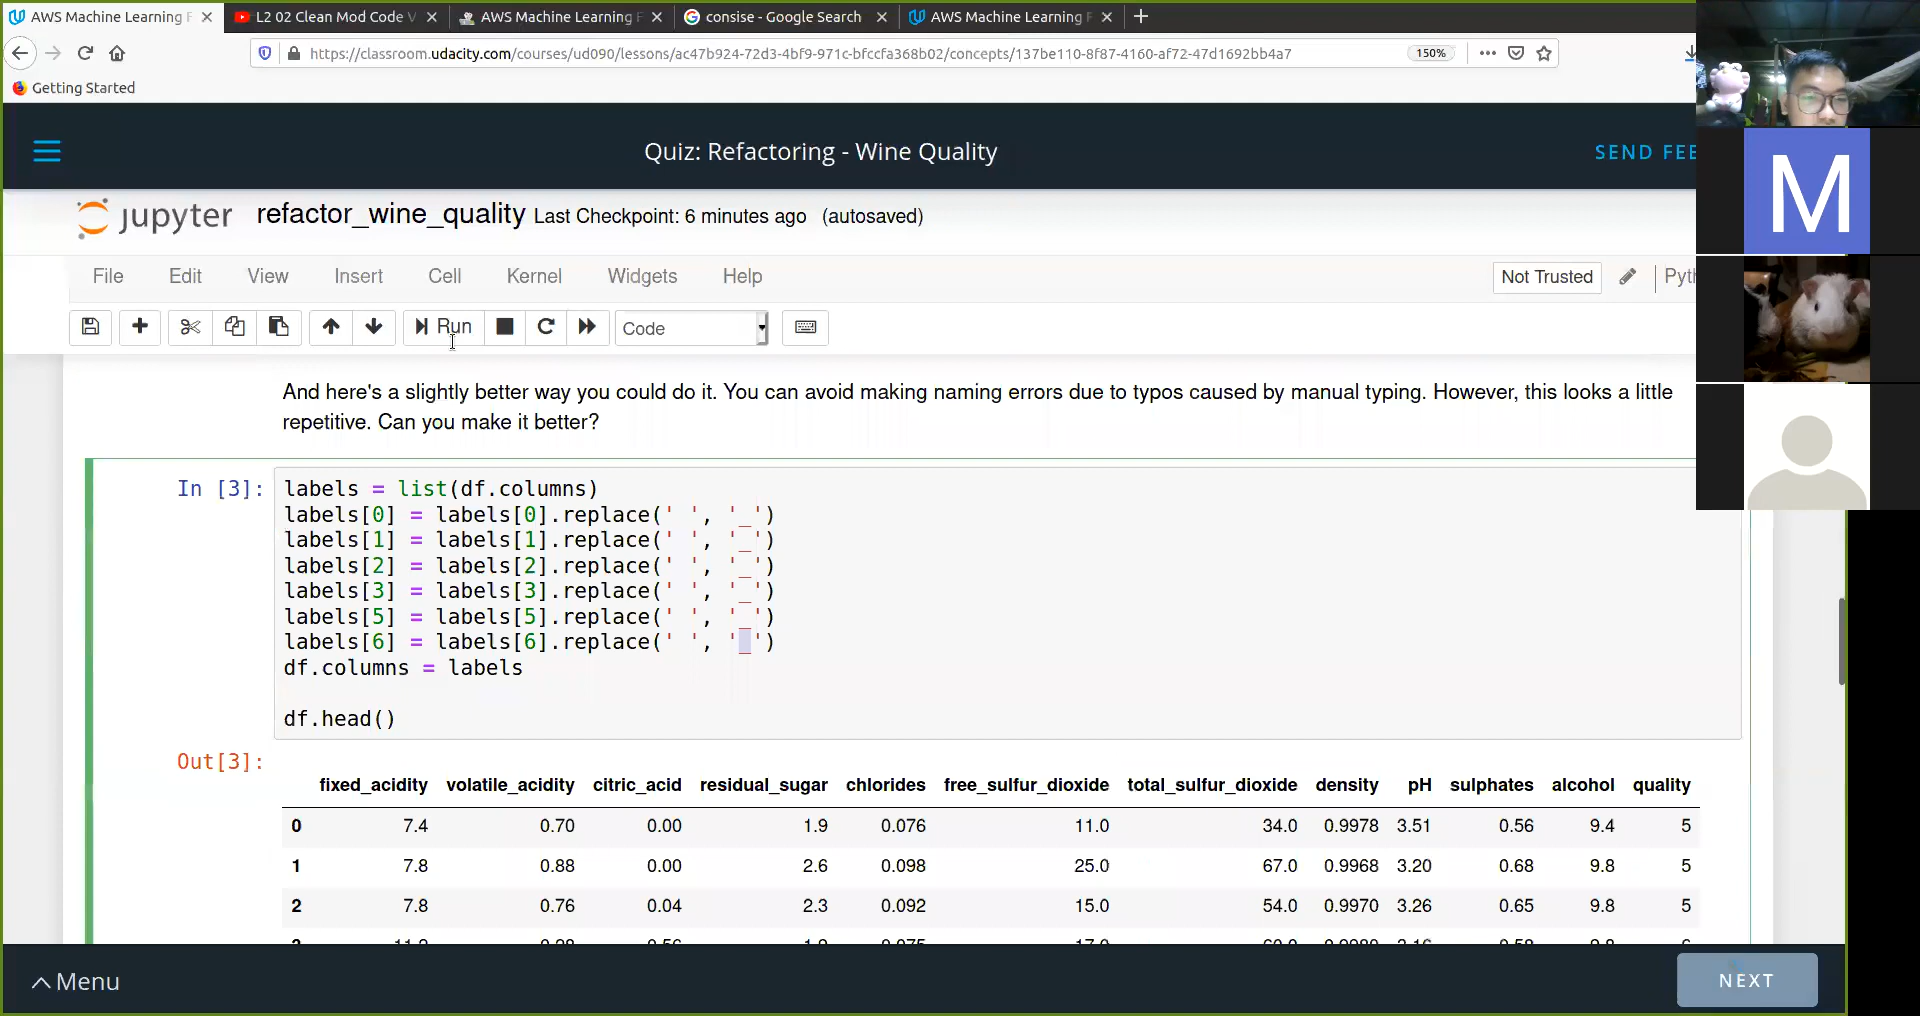 AWS Machine Learning F
L2 02 Clean Mod Code V
AWS Machine Learning F
consise - Google Search
AWS Machine Learning F
https://classroom.udacity.com/courses/ud090/lessons/ac47b924-72d3-4bf9-971c-bfccfa368b02/concepts/137be110-8f87-4160-af72-47d1692bb4a7
150%
Getting Started
Quiz: Refactoring - Wine Quality
SEND FEE
M
jupyter refactor_wine_quality Last Checkpoint: 6 minutes ago (autosaved)
File Edit View Insert Cell Kernel Widgets Help
Not Trusted
Pyth
Run
Code
And here's a slightly better way you could do it. You can avoid making naming errors due to typos caused by manual typing. However, this looks a little
repetitive. Can you make it better?
In [3]: labels = list(df.columns)
labels[0] = labels[0].replace(' ', '_')
labels[1] = labels[1].replace(' ', '_')
labels[2] = labels[2].replace(' ', '_')
labels[3] = labels[3].replace(' ', '_')
labels[5] = labels[5].replace(' ', '_')
labels[6] = labels[6].replace(' ', '_')
df.columns = labels
df.head()
Out[3]:
fixed_acidity volatile_acidity citric_acid residual_sugar chlorides free_sulfur_dioxide total_sulfur_dioxide density pH sulphates alcohol quality
0 7.4 0.70 0.00 1.9 0.076 11.0 34.0 0.9978 3.51 0.56 9.4 5
1 7.8 0.88 0.00 2.6 0.098 25.0 67.0 0.9968 3.20 0.68 9.8 5
2 7.8 0.76 0.04 2.3 0.092 15.0 54.0 0.9970 3.26 0.65 9.8 5
Menu
NEXT